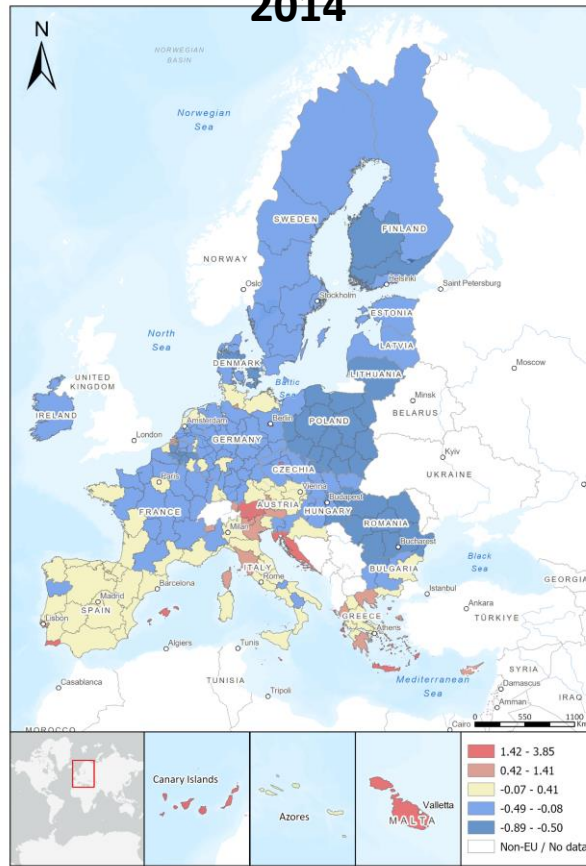 2014
N
NORWEGIAN
BASIN
Norwegian
Sea
SWEDEN
FINLAND
NORWAY
Oslo
Helsinki
Saint Petersburg
Stockholm
ESTONIA
North
Sea
LATVIA
Moscow
DENMARK
Baltic
Sea
LITHUANIA
UNITED
KINGDOM
Minsk
IRELAND
Amsterdam
BELARUS
Berlin
POLAND
London
GERMANY
Kyiv
CZECHIA
UKRAINE
Paris
Vienna
AUSTRIA
Budapest
FRANCE
HUNGARY
Milan
ROMANIA
Bucharest
ITALY
BULGARIA
Black
Sea
Barcelona
Rome
GEORGIA
Madrid
Istanbul
SPAIN
Ankara
Lisbon
GREECE
TÜRKIYE
Athens
Algiers
Tunis
SYRIA
Mediterranean
Sea
Damascus
Casablanca
TUNISIA
IRAQ
Amman
Tripoli
MOROCCO
Cairo
0 550 1100
Km
Canary Islands
Azores
Valletta
MALTA
1.42 - 3.85
0.42 - 1.41
-0.07 - 0.41
-0.49 - -0.08
-0.89 - -0.50
Non-EU / No data